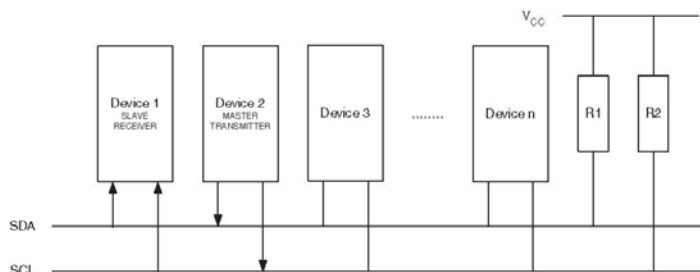 V_CC
Device 1
SLAVE
RECEIVER
Device 2
MASTER
TRANSMITTER
Device 3
........
Device n
R1
R2
SDA
SCL